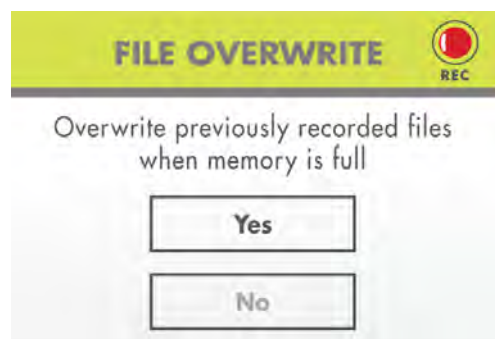 FILE OVERWRITE
REC
Overwrite previously recorded files
when memory is full
Yes
No